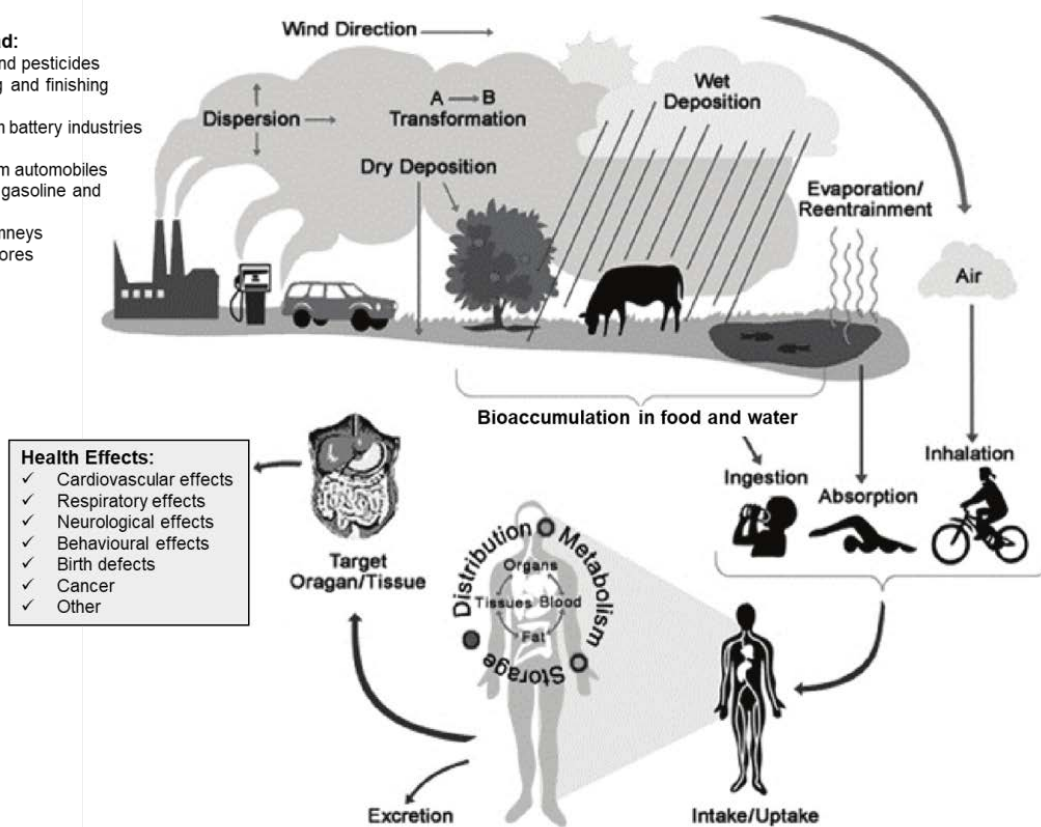 Wind Direction
and pesticides
and finishing
battery industries
automobiles
gasoline and
ores
Dispersion
A B
Transformation
Dry Deposition
Wet
Deposition
Evaporation/
Reentrainment
Air
Bioaccumulation in food and water
Ingestion
Absorption
Inhalation
Health Effects:
✓ Cardiovascular effects
✓ Respiratory effects
✓ Neurological effects
✓ Behavioural effects
✓ Birth defects
✓ Cancer
✓ Other
Target
Oragan/Tissue
Distribution
Metabolism
Storage
Organs
Tissues Blood
Fat
Excretion
Intake/Uptake